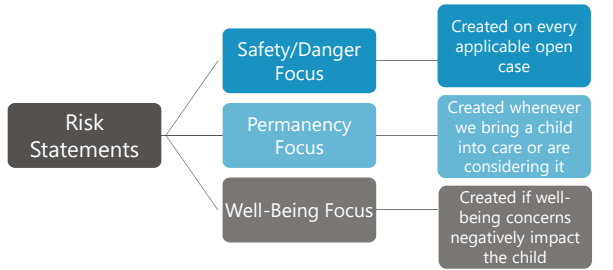 Risk
Statements
Safety/Danger
Focus
Created on every
applicable open
case
Permanency
Focus
Created whenever
we bring a child
into care or are
considering it
Well-Being Focus
Created if well-
being concerns
negatively impact
the child